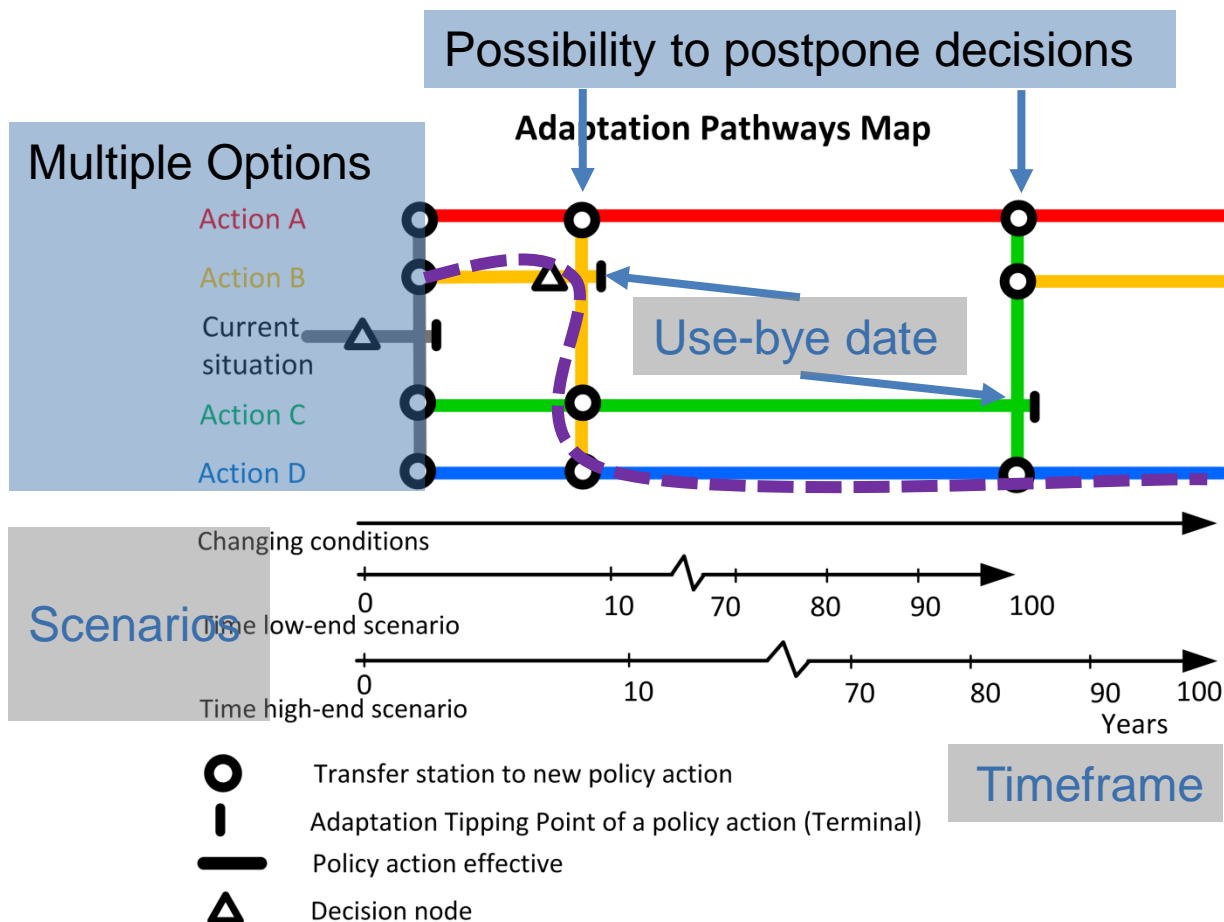 Possibility to postpone decisions
Adaptation Pathways Map
Multiple Options
Action A
Action B
Current
situation
Use-bye date
Action C
Action D
Changing conditions
0
10
70
80
90
100
Scenarios
Time low-end scenario
0
10
70
80
90
100
Time high-end scenario
Years
Timeframe
Transfer station to new policy action
Adaptation Tipping Point of a policy action (Terminal)
Policy action effective
Decision node